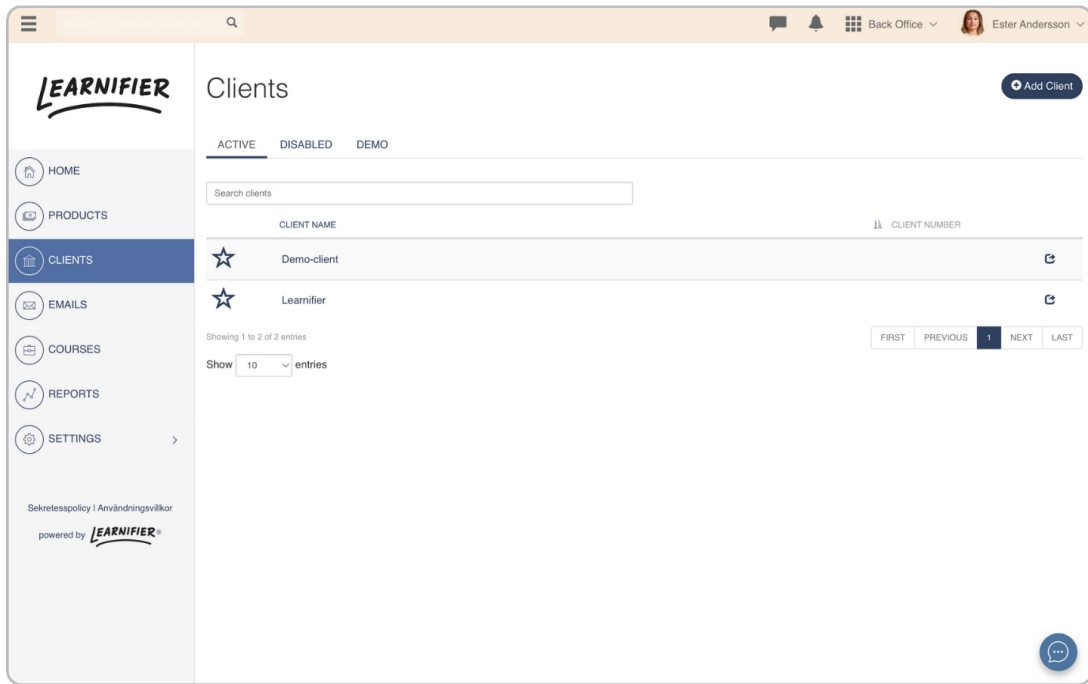 Back Office
Ester Andersson
LEARNIFIER
Clients
Add Client
ACTIVE DISABLED DEMO
HOME
PRODUCTS
CLIENTS
EMAILS
COURSES
REPORTS
SETTINGS
Search clients
CLIENT NAME CLIENT NUMBER
Demo-client
Learnifier
Showing 1 to 2 of 2 entries
FIRST PREVIOUS 1 NEXT LAST
Show 10 entries
Sekretesspolicy | Användningsvillkor
powered by LEARNIFIER®